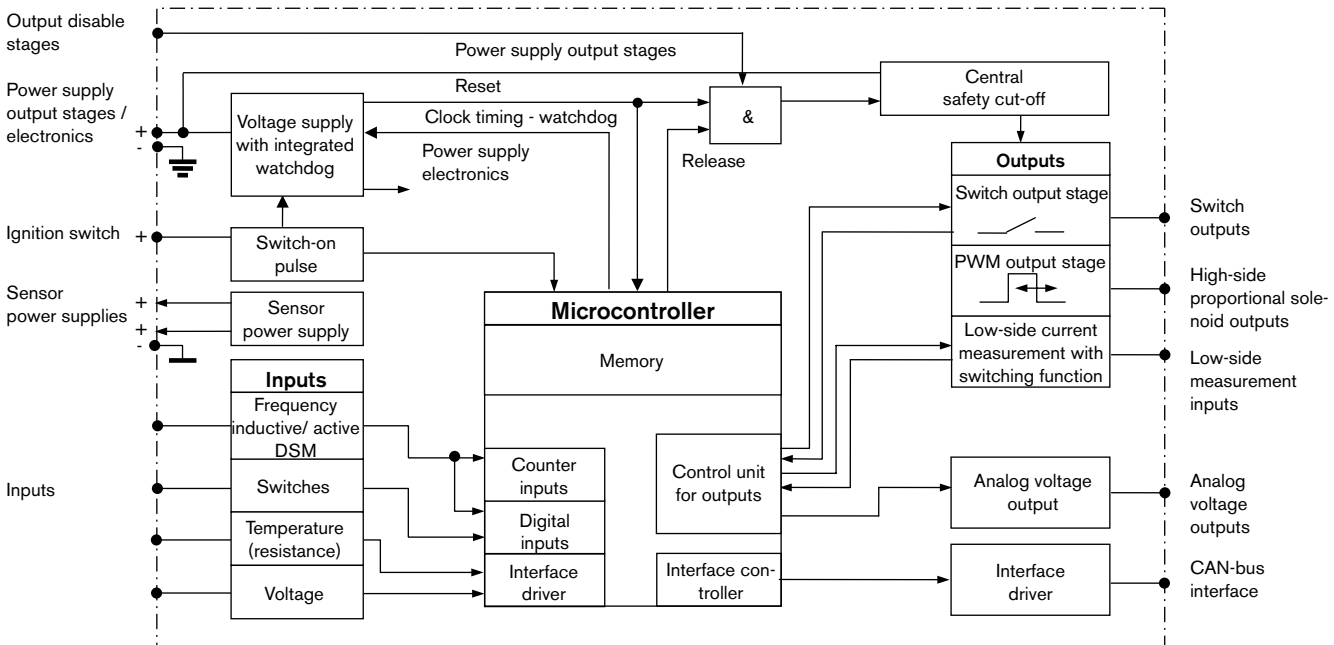 Output disable
stages
Power supply
output stages /
electronics
+
-
Ignition switch
+
Sensor
power supplies
+
+
-
Inputs
Power supply output stages
Reset
Clock timing - watchdog
Power supply
electronics
Release
Voltage supply
with integrated
watchdog
Switch-on
pulse
Sensor
power supply
Inputs
Frequency
inductive/ active
DSM
Switches
Temperature
(resistance)
Voltage
&
Central
safety cut-off
Microcontroller
Memory
Counter
inputs
Digital
inputs
Interface
driver
Control unit
for outputs
Interface con-
troller
Outputs
Switch output stage
PWM output stage
Low-side current
measurement with
switching function
Analog voltage
output
Interface
driver
Switch
outputs
High-side
proportional sole-
noid outputs
Low-side
measurement
inputs
Analog
voltage
outputs
CAN-bus
interface